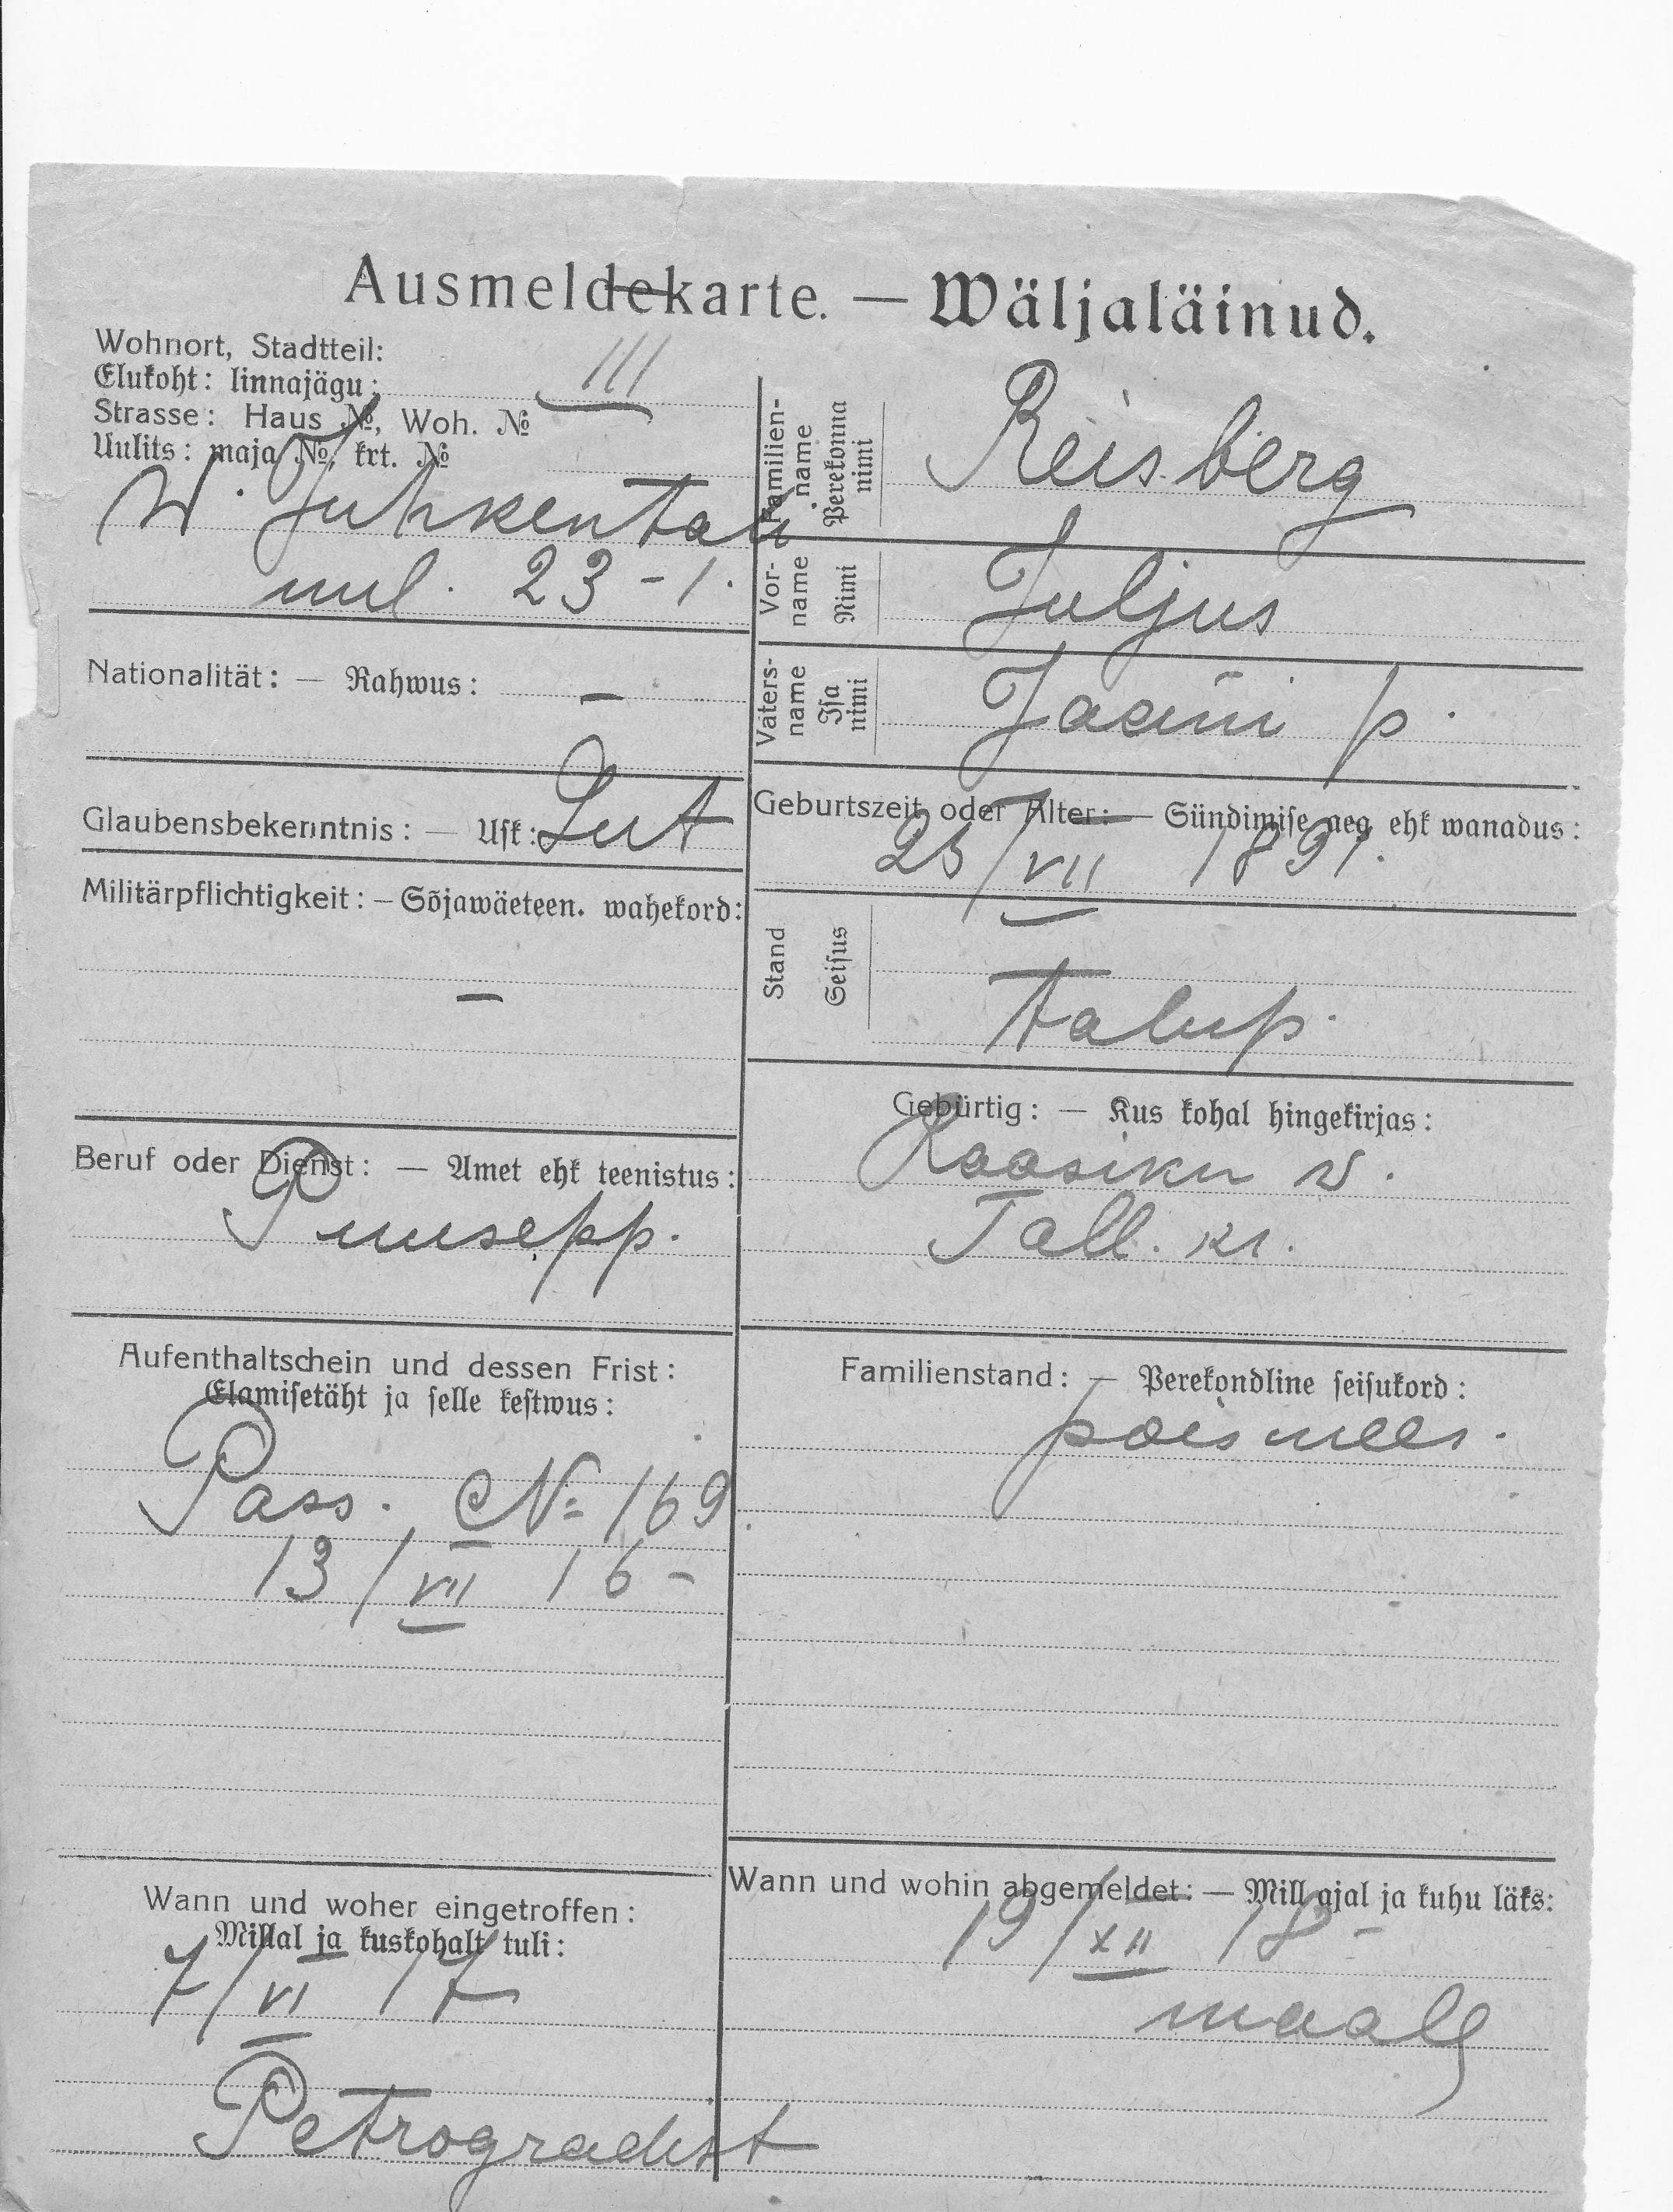 Ausmeldekarte. — Wäljaläinud.
Wohnort, Stadtteil:
Elukoht: linnajägu:
III
Strasse: Haus №, Woh. №
Uulits: maja №, krt. №
W. Juhkentali
uul. 23 - 1.
Familien-
name
Perekonna
nimi
Reisberg
Vor-
name
Nimi
Juljus
Vaters-
name
Isa
nimi
Jaani p.
Nationalität: — Rahwus: –
Glaubensbekenntnis: — Usk: Lut
Geburtszeit oder Alter: — Sündimise aeg ehk wanadus:
25/VII 1891.
Militärpflichtigkeit: — Sõjawäeteen. wahekord:
–
Stand
Seisus
Talup.
Gebürtig: — Kus kohal hingekirjas:
Raasiku w.
Tall. kr.
Beruf oder Dienst: — Amet ehk teenistus:
Puusepp.
Aufenthaltschein und dessen Frist:
Elamisetäht ja selle kestwus:
Pass. № 169
13/VII 16 -
Familienstand: — Perekondline seisukord:
poismees.
Wann und woher eingetroffen:
Millal ja kuskohalt tuli:
7/VI 17
Petrogradist
Wann und wohin abgemeldet: — Mill ajal ja kuhu läks:
19/XII 18 -
maale